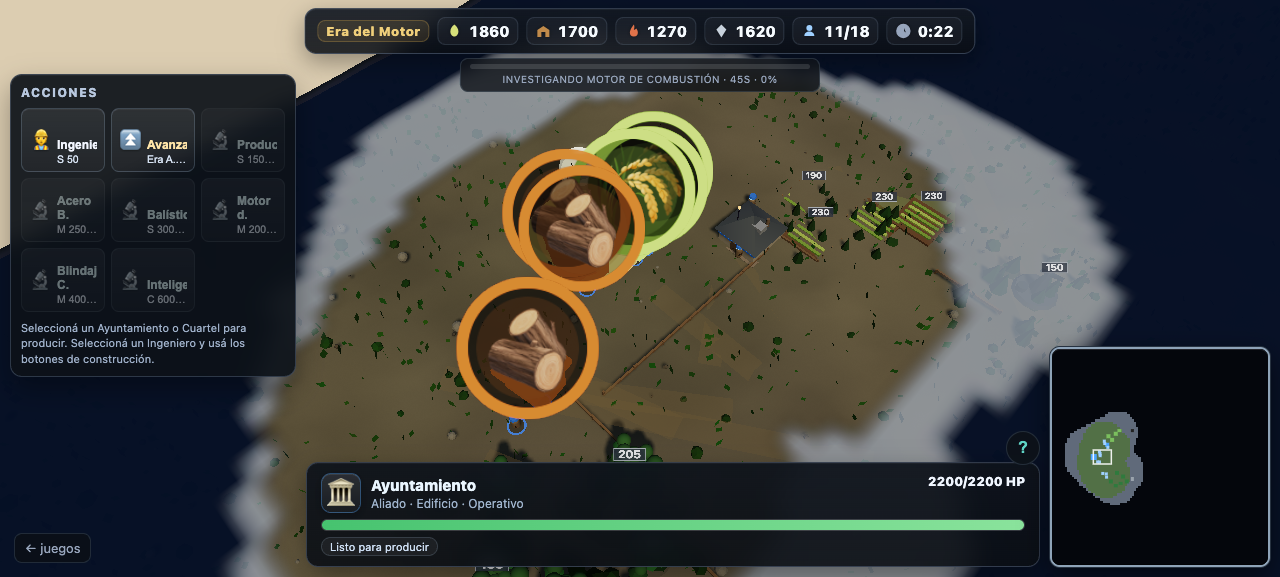 Era del Motor
1860
1700
1270
1620
11/18
0:22
INVESTIGANDO MOTOR DE COMBUSTIÓN · 45S · 0%
ACCIONES
Ingenie
S 50
Avanza
Era A....
Produc
S 150...
Acero
B.
M 250...
Balístic
S 300...
Motor
d.
M 200...
Blindaj
C.
M 400...
Intelige
C 600...
Seleccioná un Ayuntamiento o Cuartel para
producir. Seleccioná un Ingeniero y usá los
botones de construcción.
190
230
230
230
150
205
?
Ayuntamiento
2200/2200 HP
Aliado · Edificio · Operativo
Listo para producir
← juegos